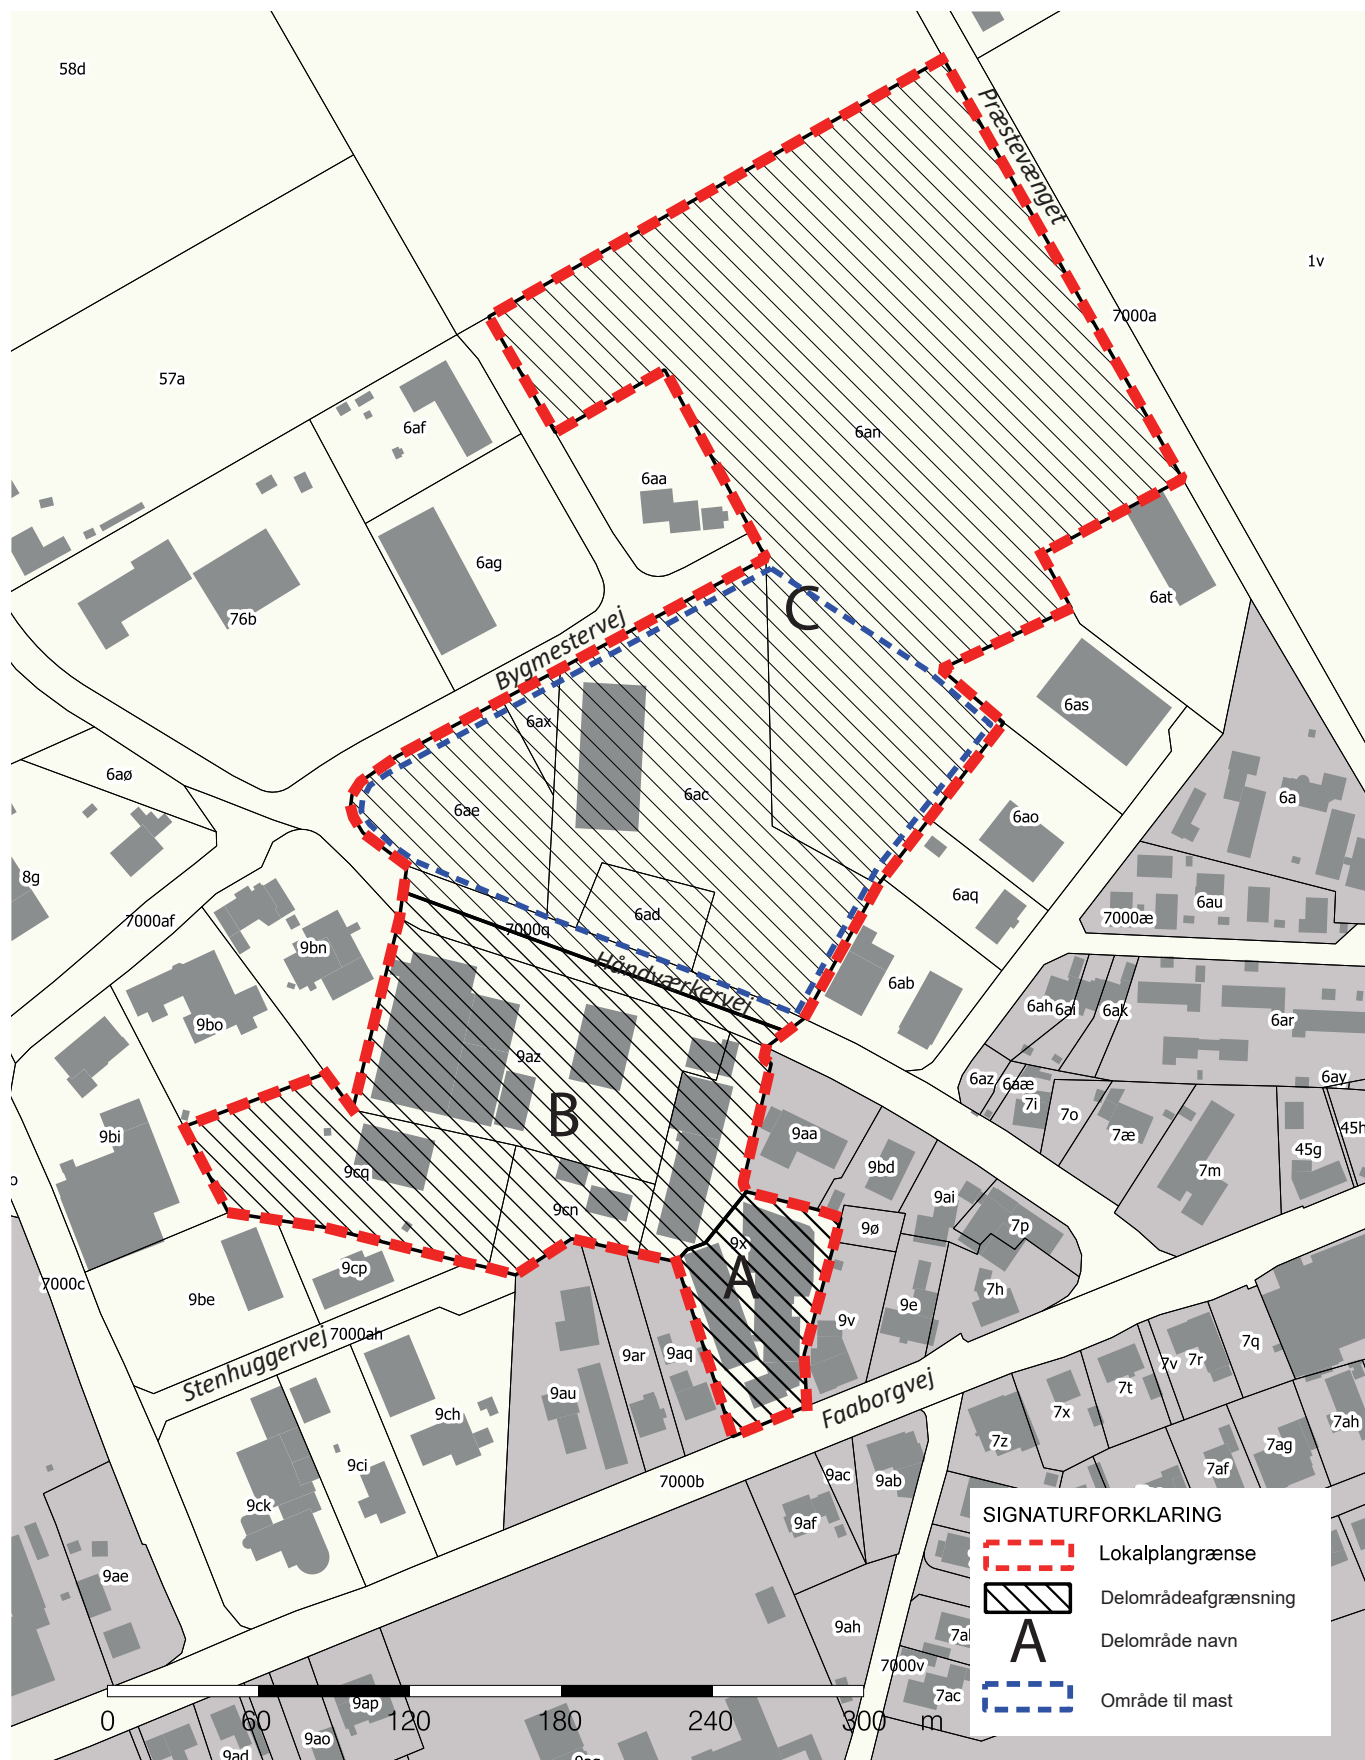 58d
Præstevænget
1v
7000a
57a
6af
6an
6aa
6ag
76b
6at
C
Bygmestervej
6as
6ax
6aø
6ae
6ac
6a
6ao
8g
6aq
6au
7000af
6ad
7000æ
7000q
9bn
Håndværkervej
6ab
6ah
6ai
6ak
6ar
9bo
9az
6az
6aæ
6ay
7i
7o
B
9bi
9aa
7æ
45h
45g
9cq
9bd
7m
9cn
9ai
7p
9ø
9x
9cp
A
7000c
9be
7h
9e
9v
7000ah
Stenhuggervej
9ar
9aq
7q
7v
7r
7t
Faaborgvej
9au
7x
9ch
7ah
7z
7ag
9ci
7af
7000b
9ac
9ab
9ck
9af
SIGNATURFORKLARING
Lokalplangrænse
9ae
Delområdeafgrænsning
9ah
A
Delområde navn
7000v
7ac
Område til mast
9ap
0 60 120 180 240 300 m
9ao
9ad